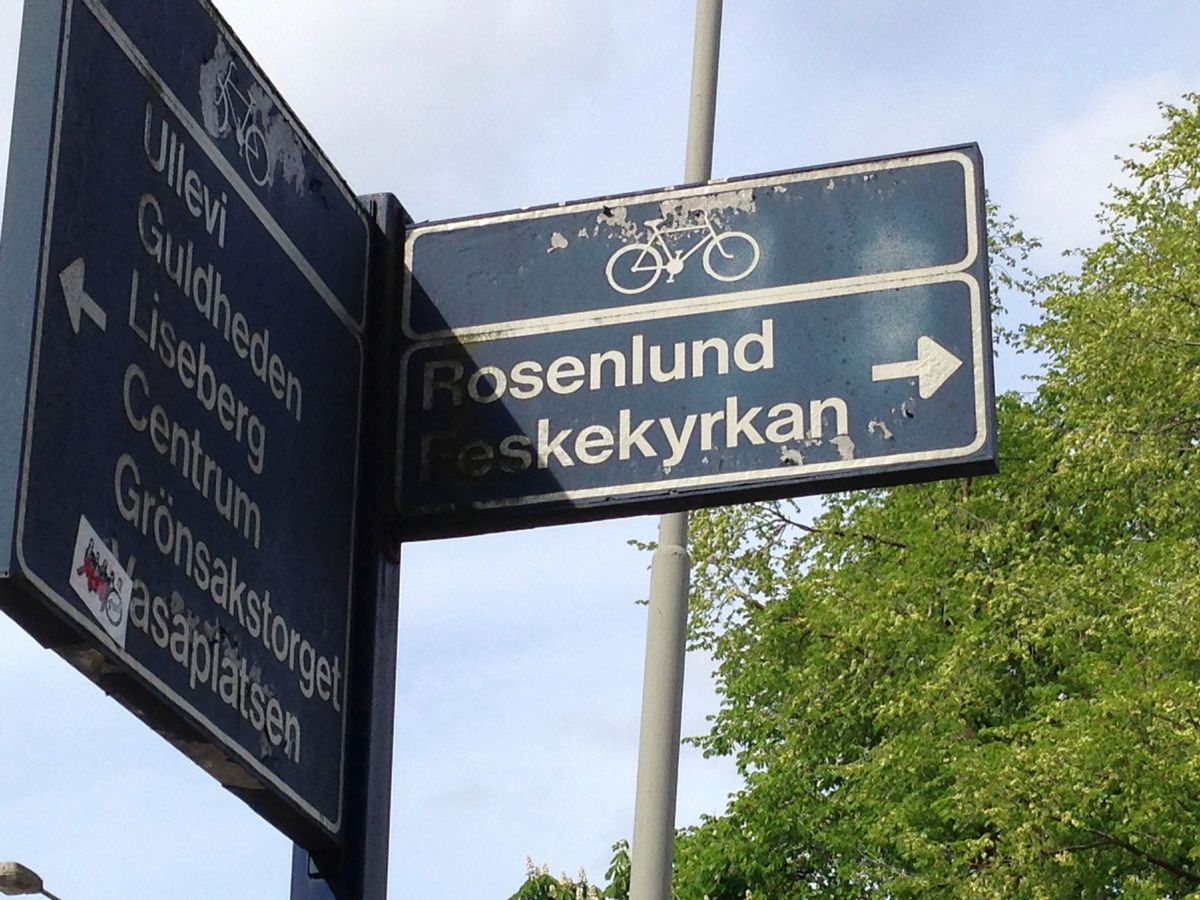 Ullevi
Guldheden
Liseberg
Centrum
Grönsakstorget
Vasaplatsen
Rosenlund
Feskekyrkan